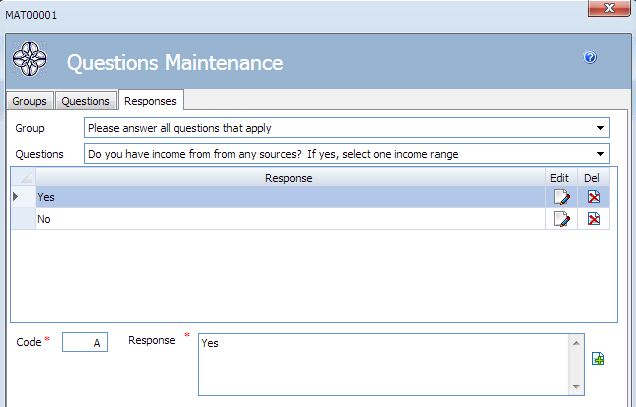 MAT00001
Questions Maintenance
Groups Questions Responses
Group Please answer all questions that apply
Questions Do you have income from from any sources?  If yes, select one income range
Response Edit Del
Yes
No
Code * A Response * Yes